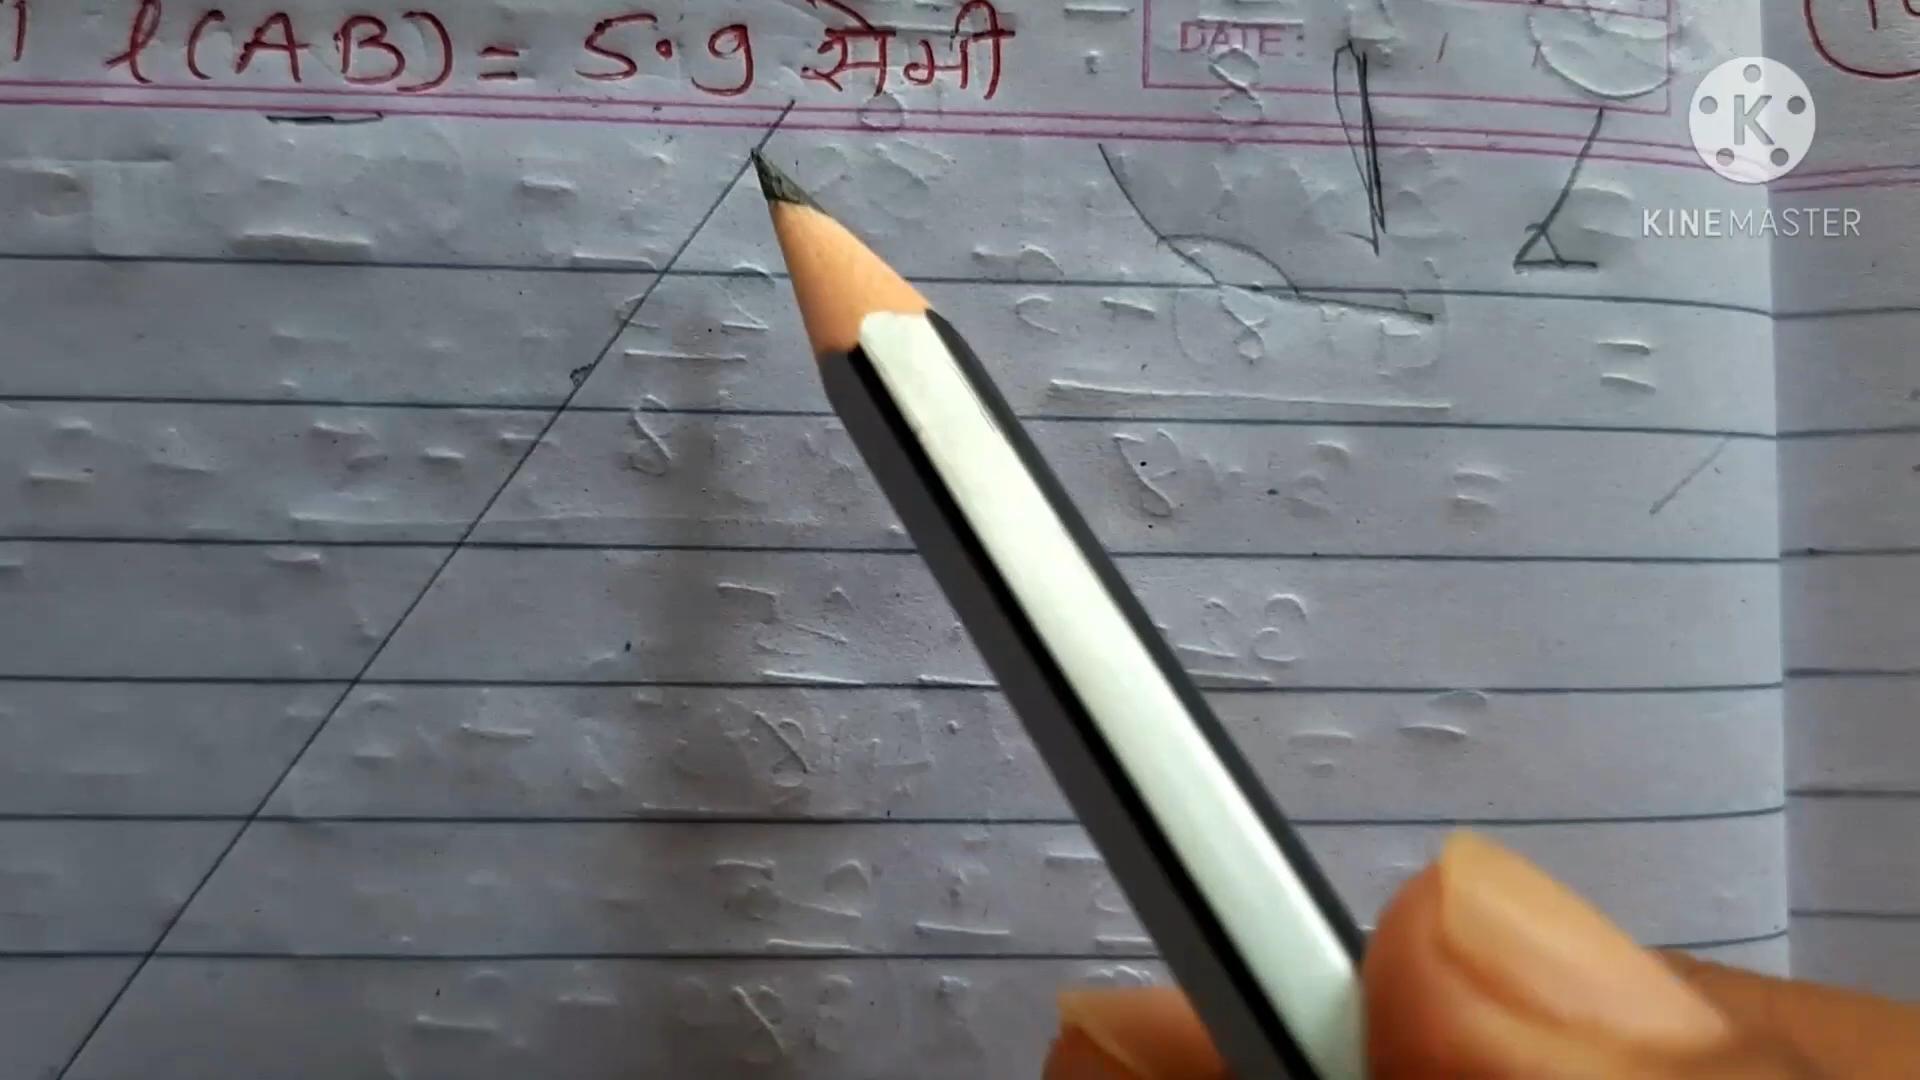 l(AB) = 5.9 सेमी
DATE: / /
K
KINEMASTER